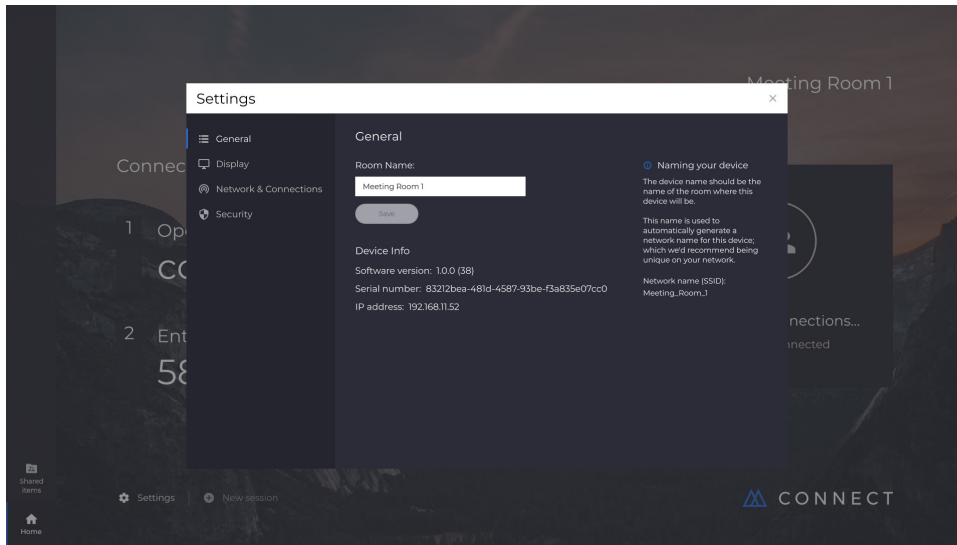 Meeting Room 1
Settings
General
Display
Network & Connections
Security
General
Room Name:
Meeting Room 1
Save
Device Info
Software version: 1.0.0 (38)
Serial number: 83212bea-481d-4587-93be-f3a835e07cc0
IP address: 192.168.11.52
Naming your device
The device name should be the
name of the room where this
device will be.
This name is used to
automatically generate a
network name for this device;
which we'd recommend being
unique on your network.
Network name (SSID):
Meeting_Room_1
1
2
Shared
items
Home
Settings
New session
CONNECT